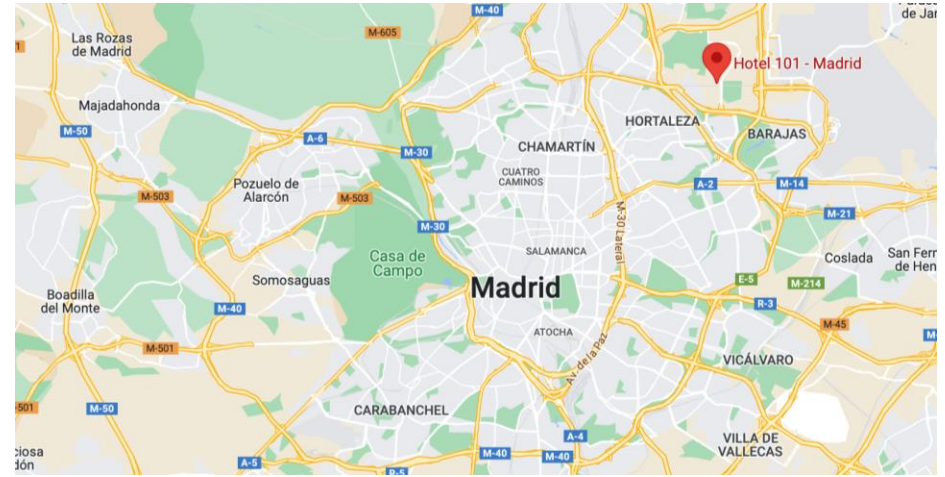 M-40
de Jar
Las Rozas
de Madrid
M-605
Hotel 101 - Madrid
Majadahonda
M-50
A-6
HORTALEZA
BARAJAS
CHAMARTÍN
M-30
CUATRO
CAMINOS
Pozuelo de
Alarcón
M-503
M-503
A-2
M-14
M-30
M-30 Lateral
M-21
Casa de
Campo
SALAMANCA
Coslada
San Fern
de Hen
Somosaguas
Madrid
E-5
M-214
Boadilla
del Monte
M-40
R-3
ATOCHA
M-45
M-501
Av. de la Paz
VICÁLVARO
501
M-50
CARABANCHEL
A-4
VILLA DE
VALLECAS
ciosa
dón
A-5
M-40
M-40
R-5